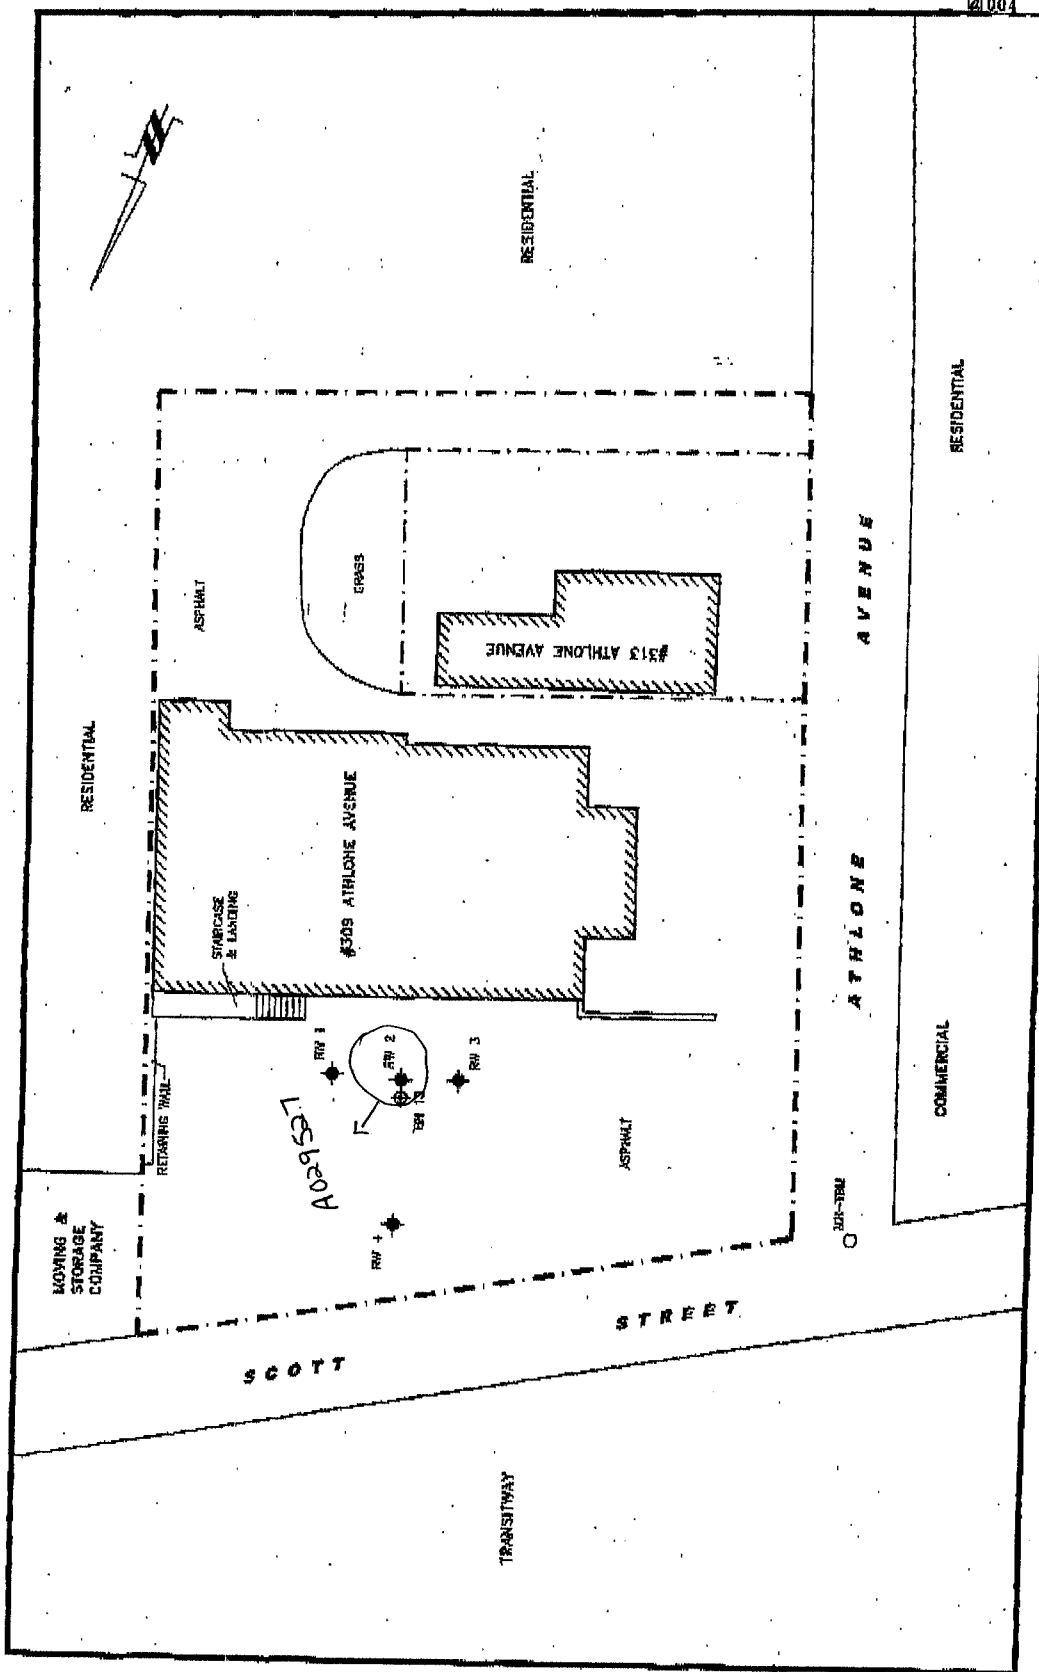 004
RESIDENTIAL
RESIDENTIAL
ASPHALT
GRASS
#313 ATHLONE AVENUE
AVENUE
RESIDENTIAL
#309 ATHLONE AVENUE
STAIRCASE
& LANDING
ATHLONE
RW 1
RW 2
RW 3
RETAINING WALL
A029527
ASPHALT
COMMERCIAL
MOVING &
STORAGE
COMPANY
RW 4
SCOTT
STREET
TRANSITWAY